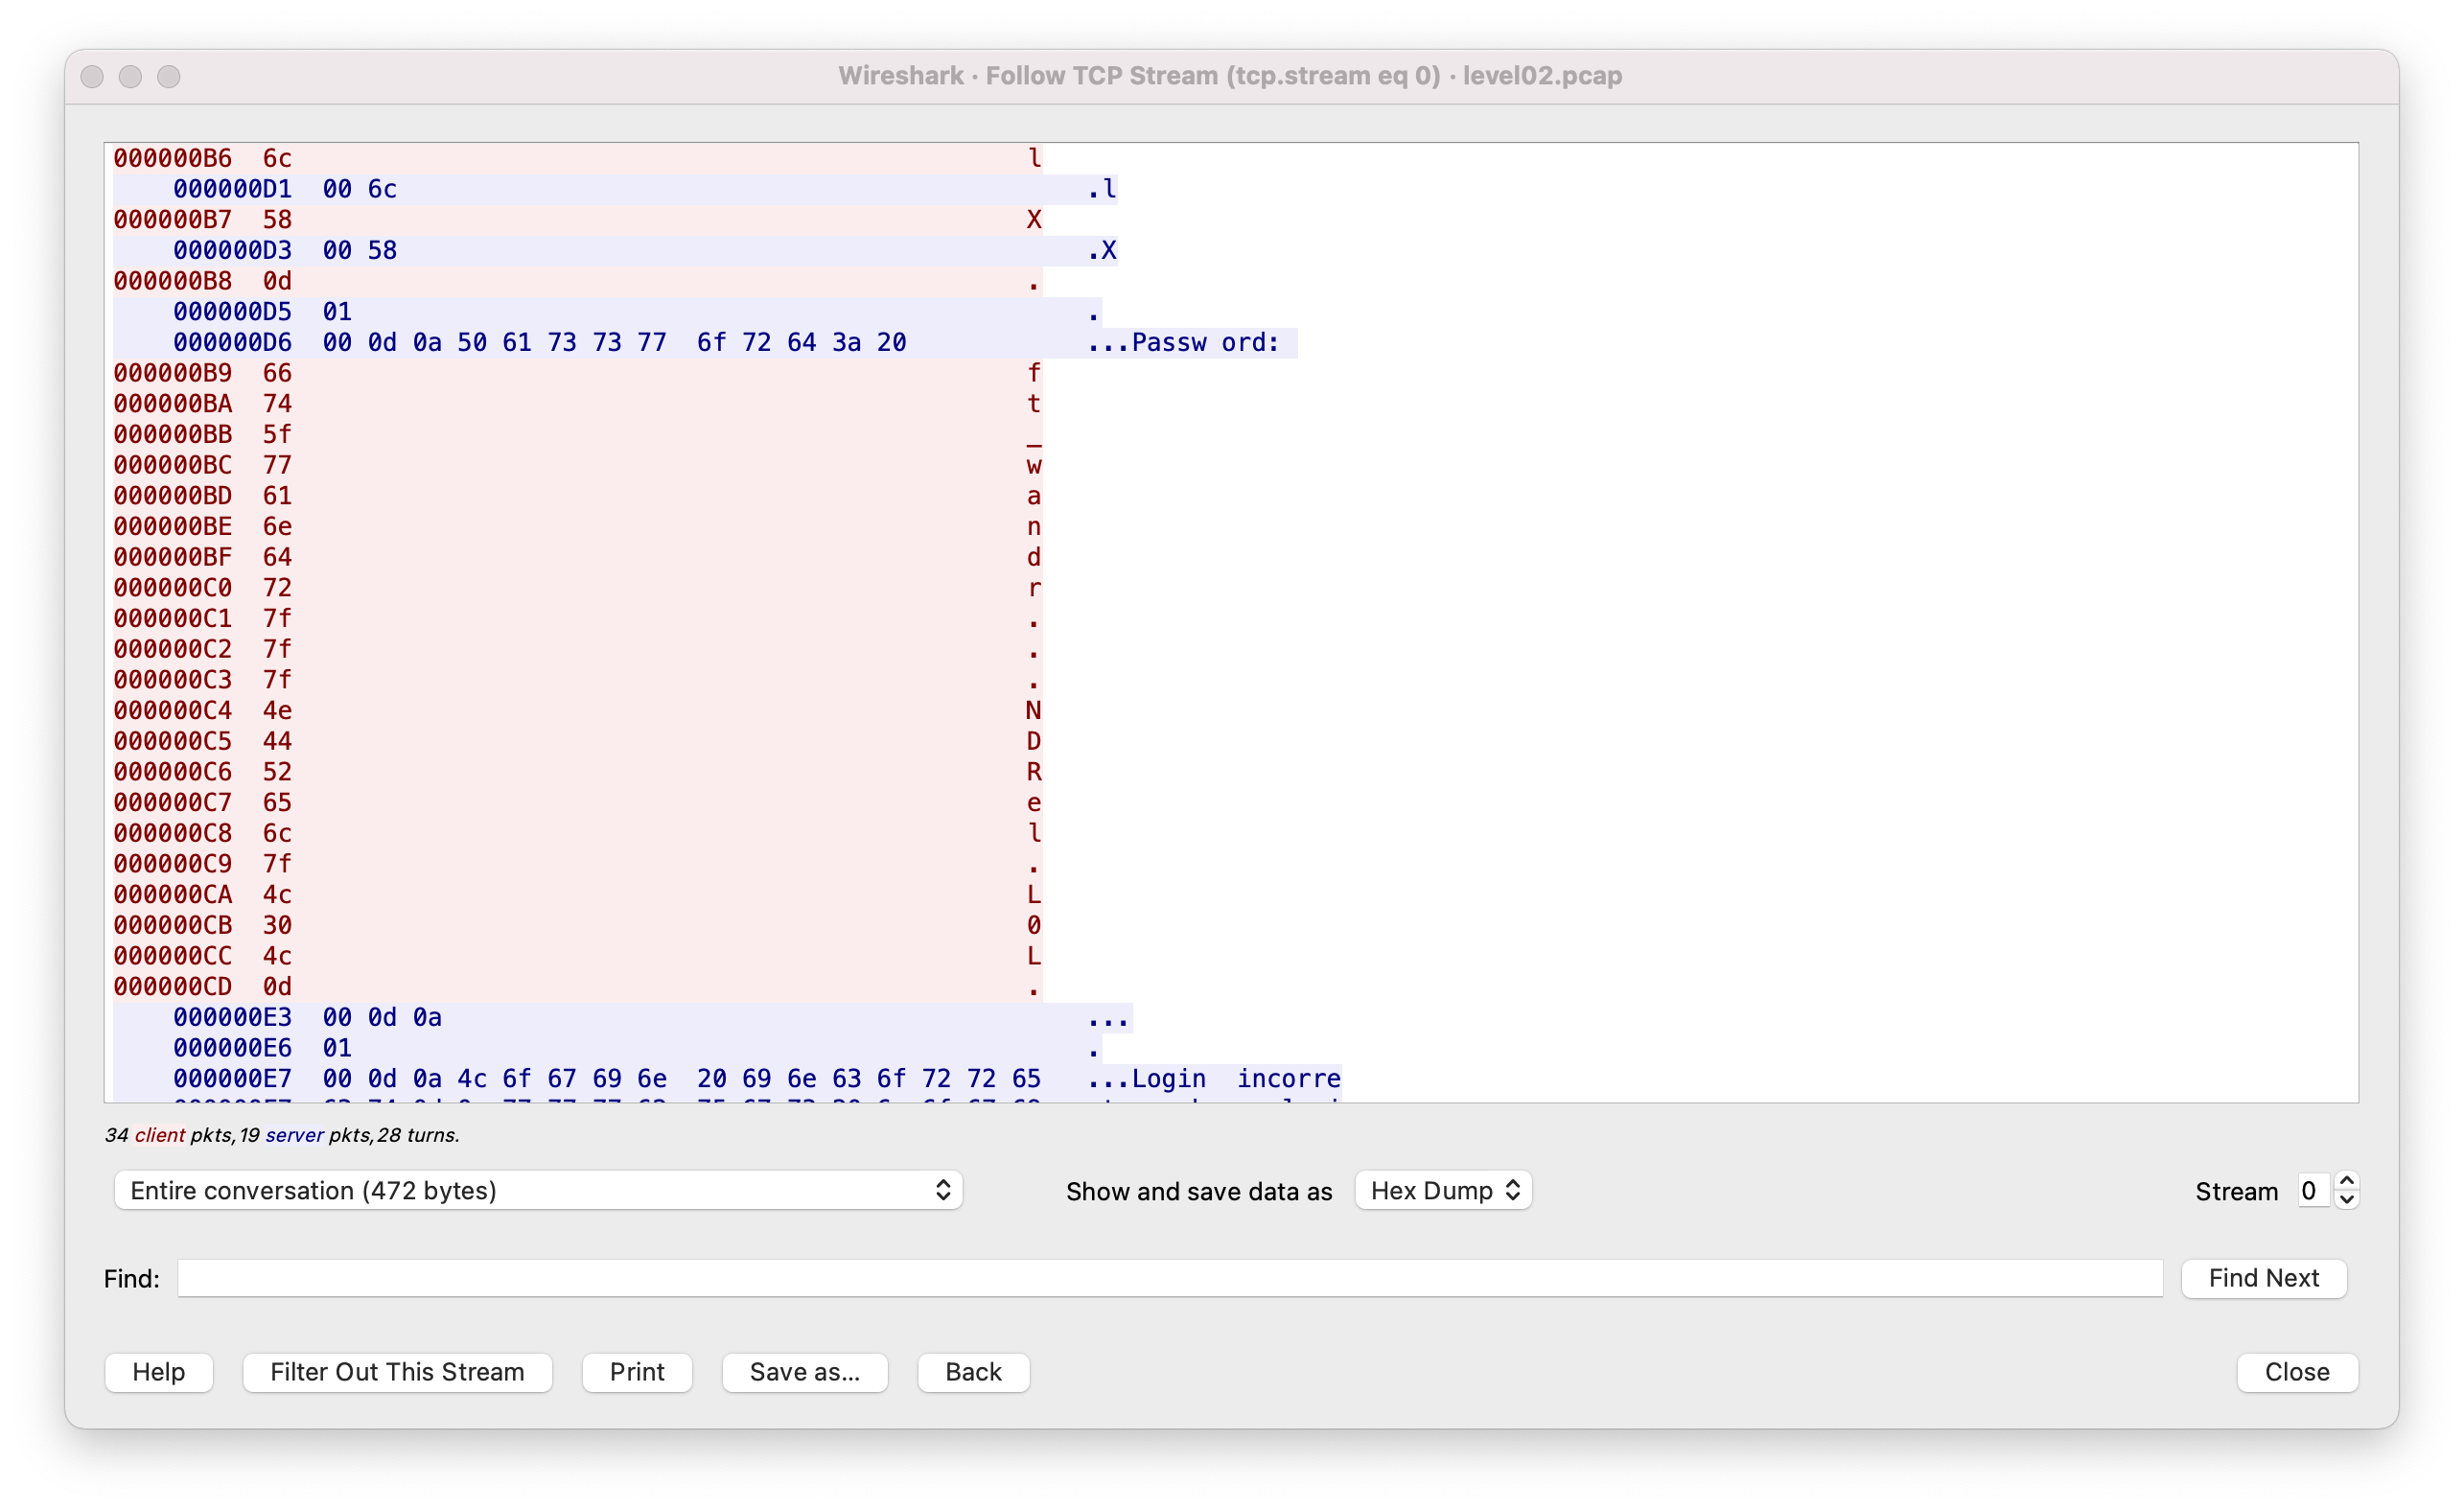 Wireshark · Follow TCP Stream (tcp.stream eq 0) · level02.pcap
000000B6 6c l
000000D1 00 6c .l
000000B7 58 X
000000D3 00 58 .X
000000B8 0d .
000000D5 01 .
000000D6 00 0d 0a 50 61 73 73 77 6f 72 64 3a 20 ...Passw ord:
000000B9 66 f
000000BA 74 t
000000BB 5f _
000000BC 77 w
000000BD 61 a
000000BE 6e n
000000BF 64 d
000000C0 72 r
000000C1 7f .
000000C2 7f .
000000C3 7f .
000000C4 4e N
000000C5 44 D
000000C6 52 R
000000C7 65 e
000000C8 6c l
000000C9 7f .
000000CA 4c L
000000CB 30 0
000000CC 4c L
000000CD 0d .
000000E3 00 0d 0a ...
000000E6 01 .
000000E7 00 0d 0a 4c 6f 67 69 6e 20 69 6e 63 6f 72 72 65 ...Login incorre
34 client pkts, 19 server pkts, 28 turns.
Entire conversation (472 bytes) Show and save data as Hex Dump Stream 0
Find: Find Next
Help Filter Out This Stream Print Save as... Back Close